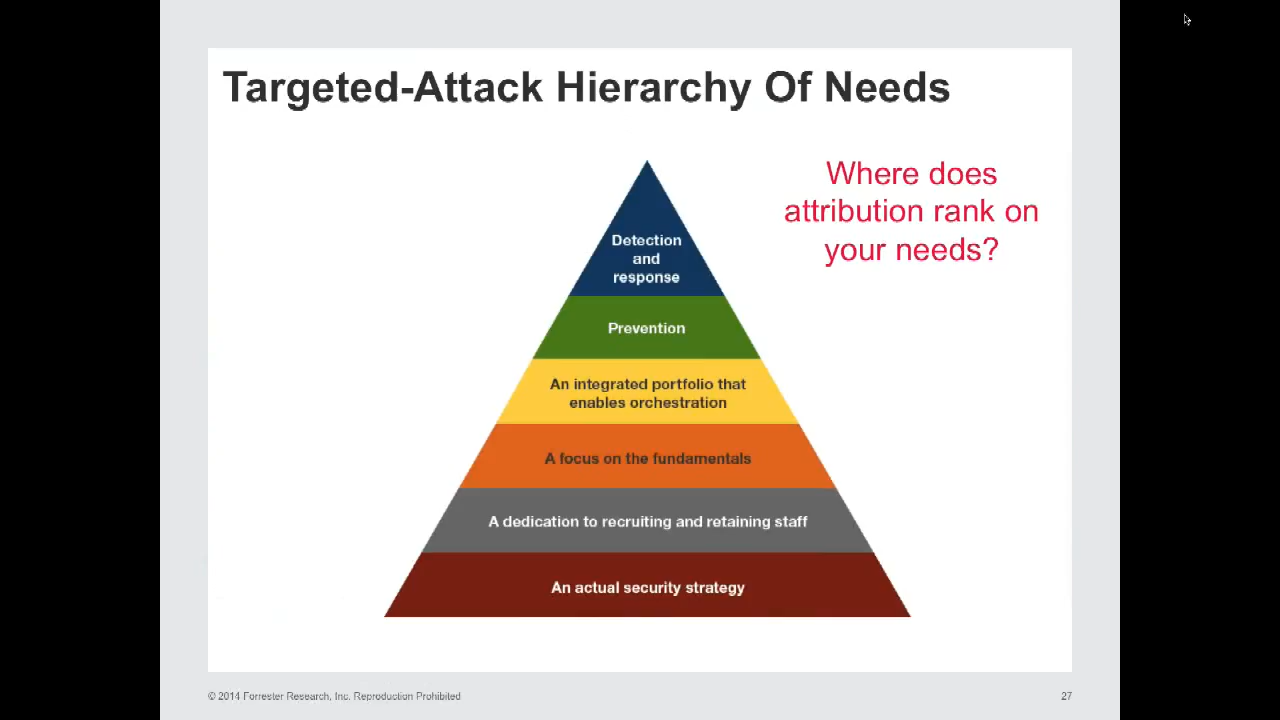 Targeted-Attack Hierarchy Of Needs
Where does
attribution rank on
your needs?
Detection
and
response
Prevention
An integrated portfolio that
enables orchestration
A focus on the fundamentals
A dedication to recruiting and retaining staff
An actual security strategy
© 2014 Forrester Research, Inc. Reproduction Prohibited
27